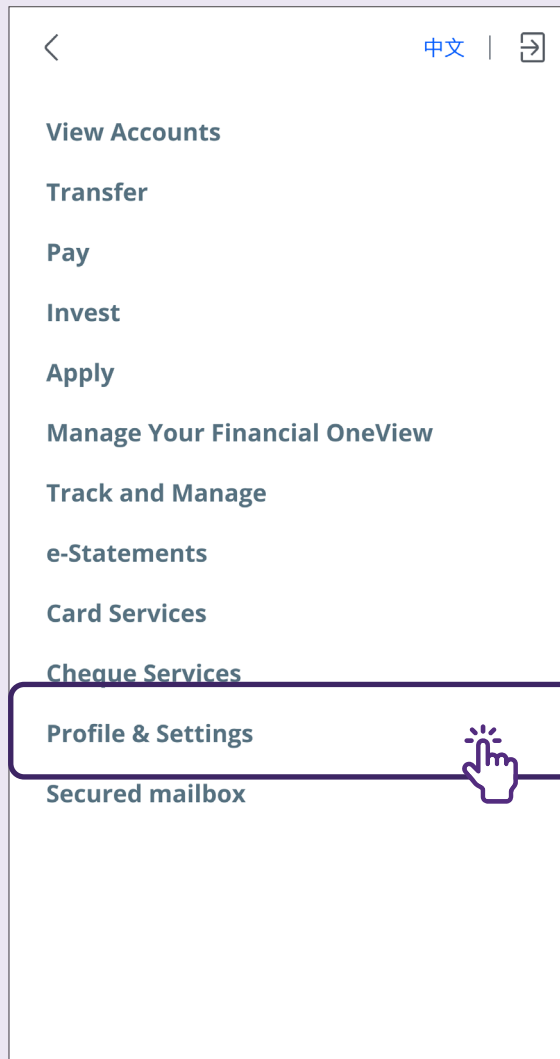 中文
View Accounts
Transfer
Pay
Invest
Apply
Manage Your Financial OneView
Track and Manage
e-Statements
Card Services
Cheque Services
Profile & Settings
Secured mailbox